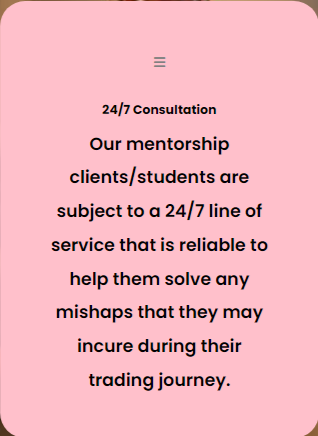 24/7 Consultation
Our mentorship
clients/students are
subject to a 24/7 line of
service that is reliable to
help them solve any
mishaps that they may
incure during their
trading journey.